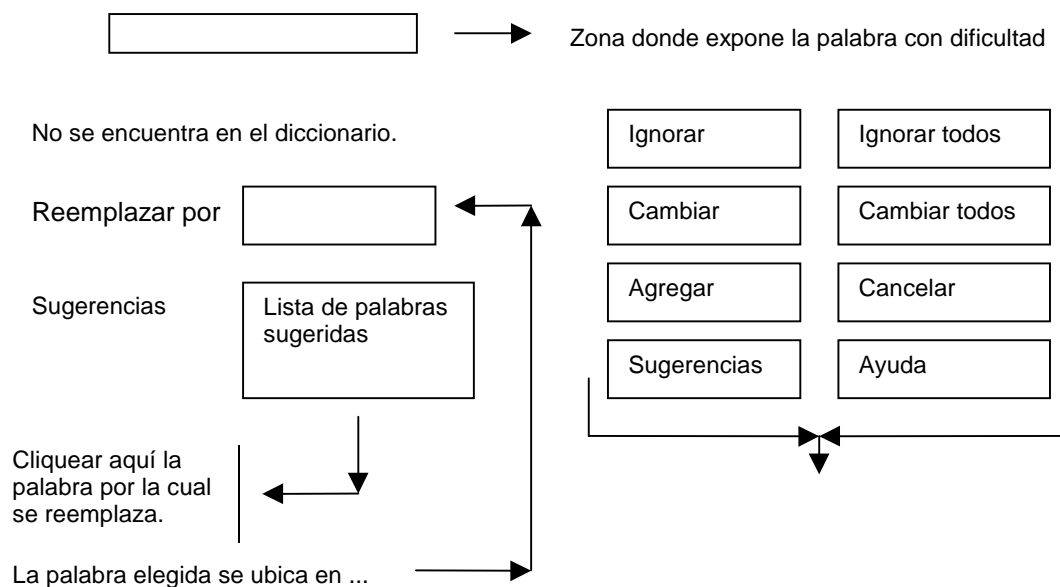 Zona donde expone la palabra con dificultad
No se encuentra en el diccionario.
Ignorar
Ignorar todos
Reemplazar por
Cambiar
Cambiar todos
Sugerencias
Lista de palabras
sugeridas
Agregar
Cancelar
Sugerencias
Ayuda
Cliquear aquí la
palabra por la cual
se reemplaza.
La palabra elegida se ubica en ...